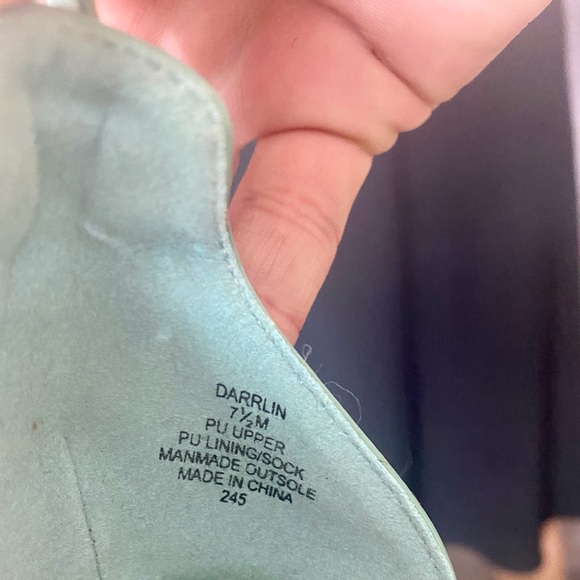 DARRLIN
7½M
PU UPPER
PU LINING/SOCK
MANMADE OUTSOLE
MADE IN CHINA
245